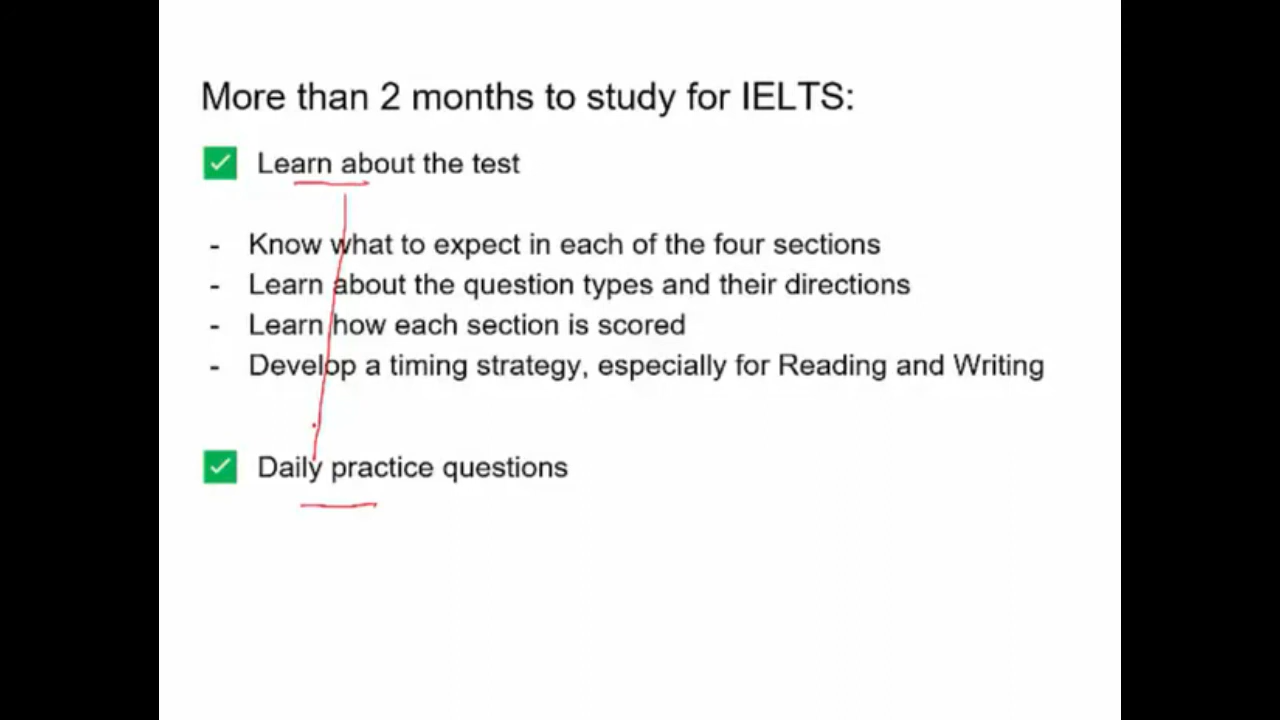 More than 2 months to study for IELTS:
✅ Learn about the test
- Know what to expect in each of the four sections
- Learn about the question types and their directions
- Learn how each section is scored
- Develop a timing strategy, especially for Reading and Writing
✅ Daily practice questions